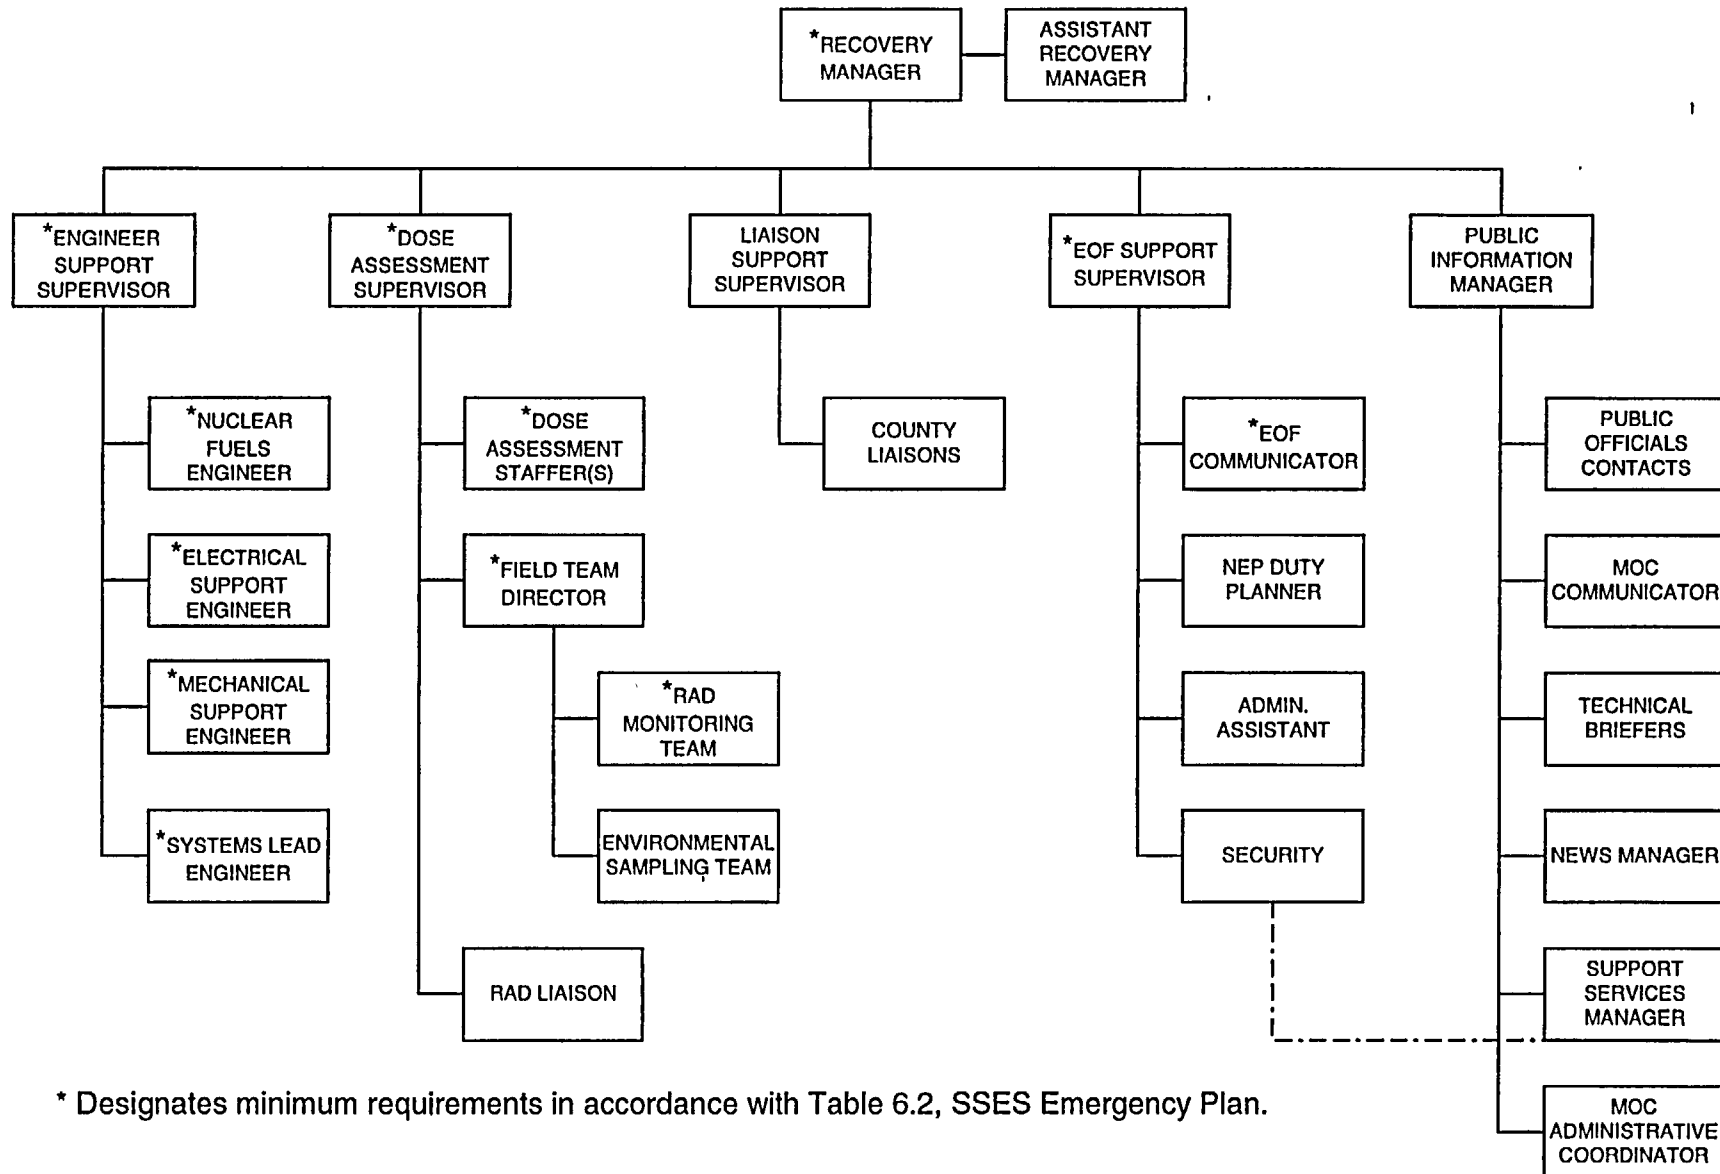 *RECOVERY
MANAGER
ASSISTANT
RECOVERY
MANAGER
*ENGINEER
SUPPORT
SUPERVISOR
*DOSE
ASSESSMENT
SUPERVISOR
LIAISON
SUPPORT
SUPERVISOR
*EOF SUPPORT
SUPERVISOR
PUBLIC
INFORMATION
MANAGER
*NUCLEAR
FUELS
ENGINEER
*ELECTRICAL
SUPPORT
ENGINEER
*MECHANICAL
SUPPORT
ENGINEER
*SYSTEMS LEAD
ENGINEER
*DOSE
ASSESSMENT
STAFFER(S)
*FIELD TEAM
DIRECTOR
*RAD
MONITORING
TEAM
ENVIRONMENTAL
SAMPLING TEAM
RAD LIAISON
COUNTY
LIAISONS
*EOF
COMMUNICATOR
NEP DUTY
PLANNER
ADMIN.
ASSISTANT
SECURITY
PUBLIC
OFFICIALS
CONTACTS
MOC
COMMUNICATOR
TECHNICAL
BRIEFERS
NEWS MANAGER
SUPPORT
SERVICES
MANAGER
MOC
ADMINISTRATIVE
COORDINATOR
* Designates minimum requirements in accordance with Table 6.2, SSES Emergency Plan.